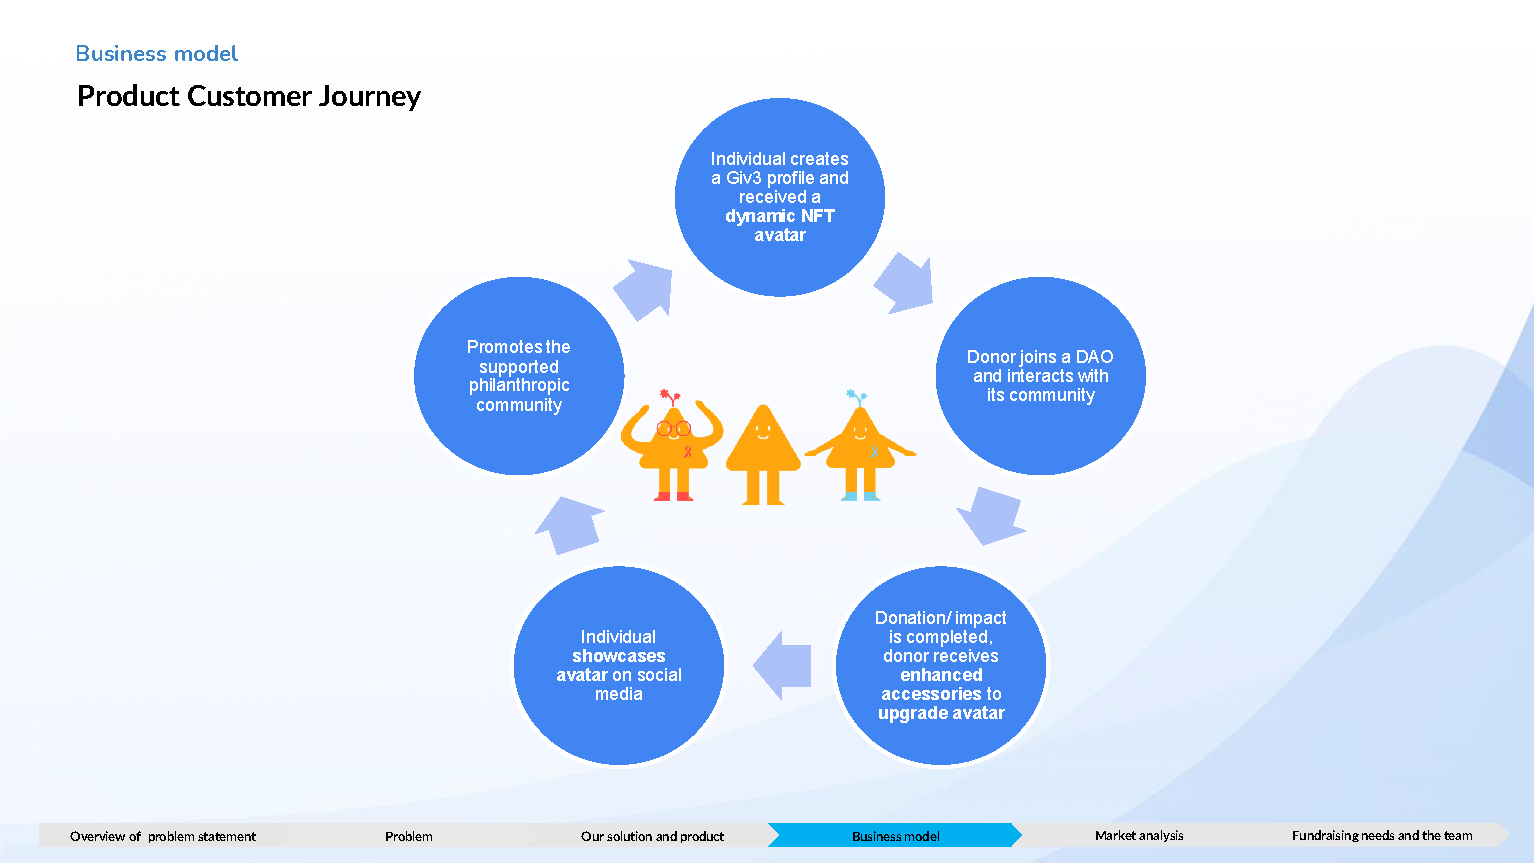 Business model
Product Customer Journey
Individual creates
a Giv3 profile and
received a
dynamic NFT
avatar
Donor joins a DAO
and interacts with
its community
Donation/ impact
is completed,
donor receives
enhanced
accessories to
upgrade avatar
Individual
showcases
avatar on social
media
Promotes the
supported
philanthropic
community
Overview of problem statement
Problem
Our solution and product
Business model
Market analysis
Fundraising needs and the team